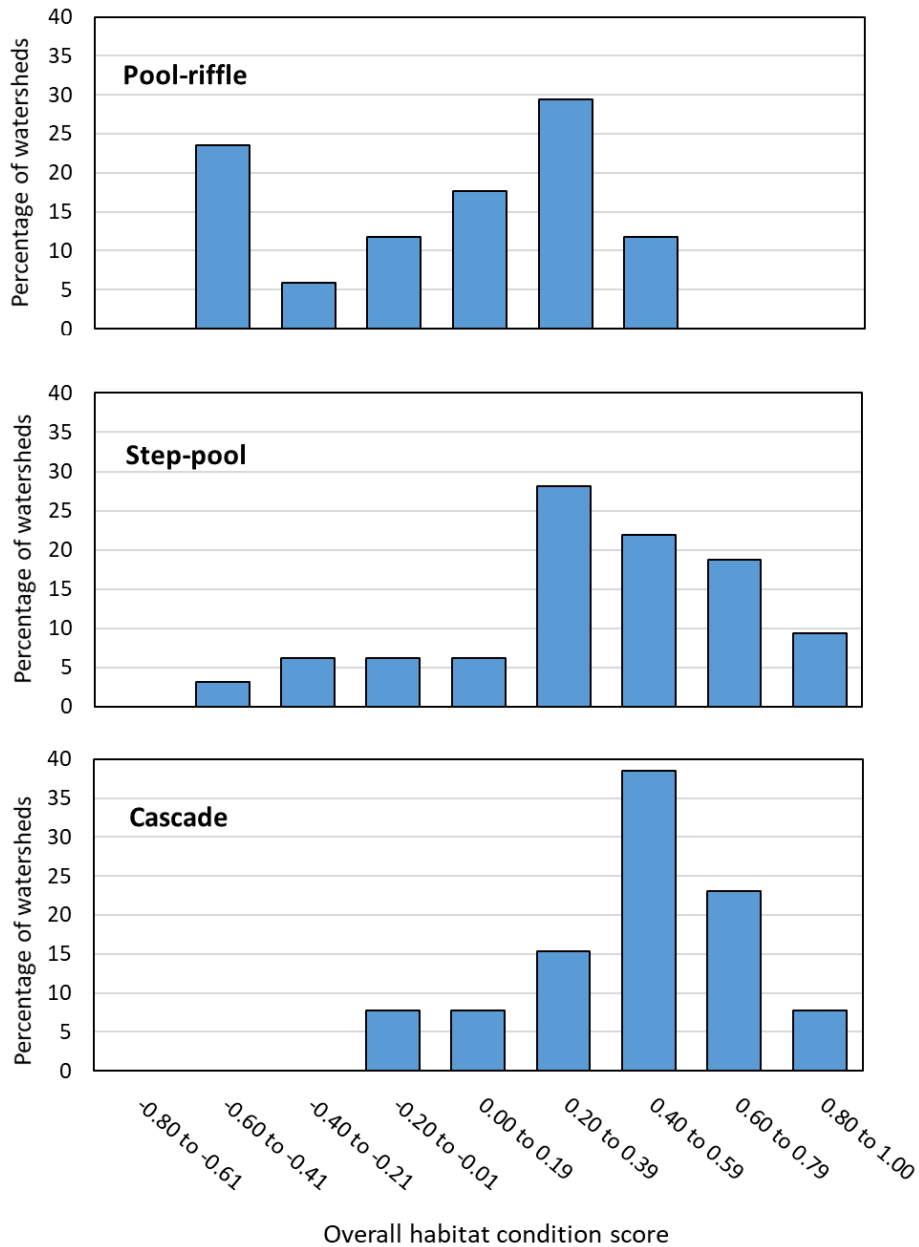 40
35
30
25
20
15
10
5
0
Percentage of watersheds
Pool-riffle
40
35
30
25
20
15
10
5
0
Percentage of watersheds
Step-pool
40
35
30
25
20
15
10
5
0
Percentage of watersheds
Cascade
-0.80 to -0.61
-0.60 to -0.41
-0.40 to -0.21
-0.20 to -0.01
0.00 to 0.19
0.20 to 0.39
0.40 to 0.59
0.60 to 0.79
0.80 to 1.00
Overall habitat condition score